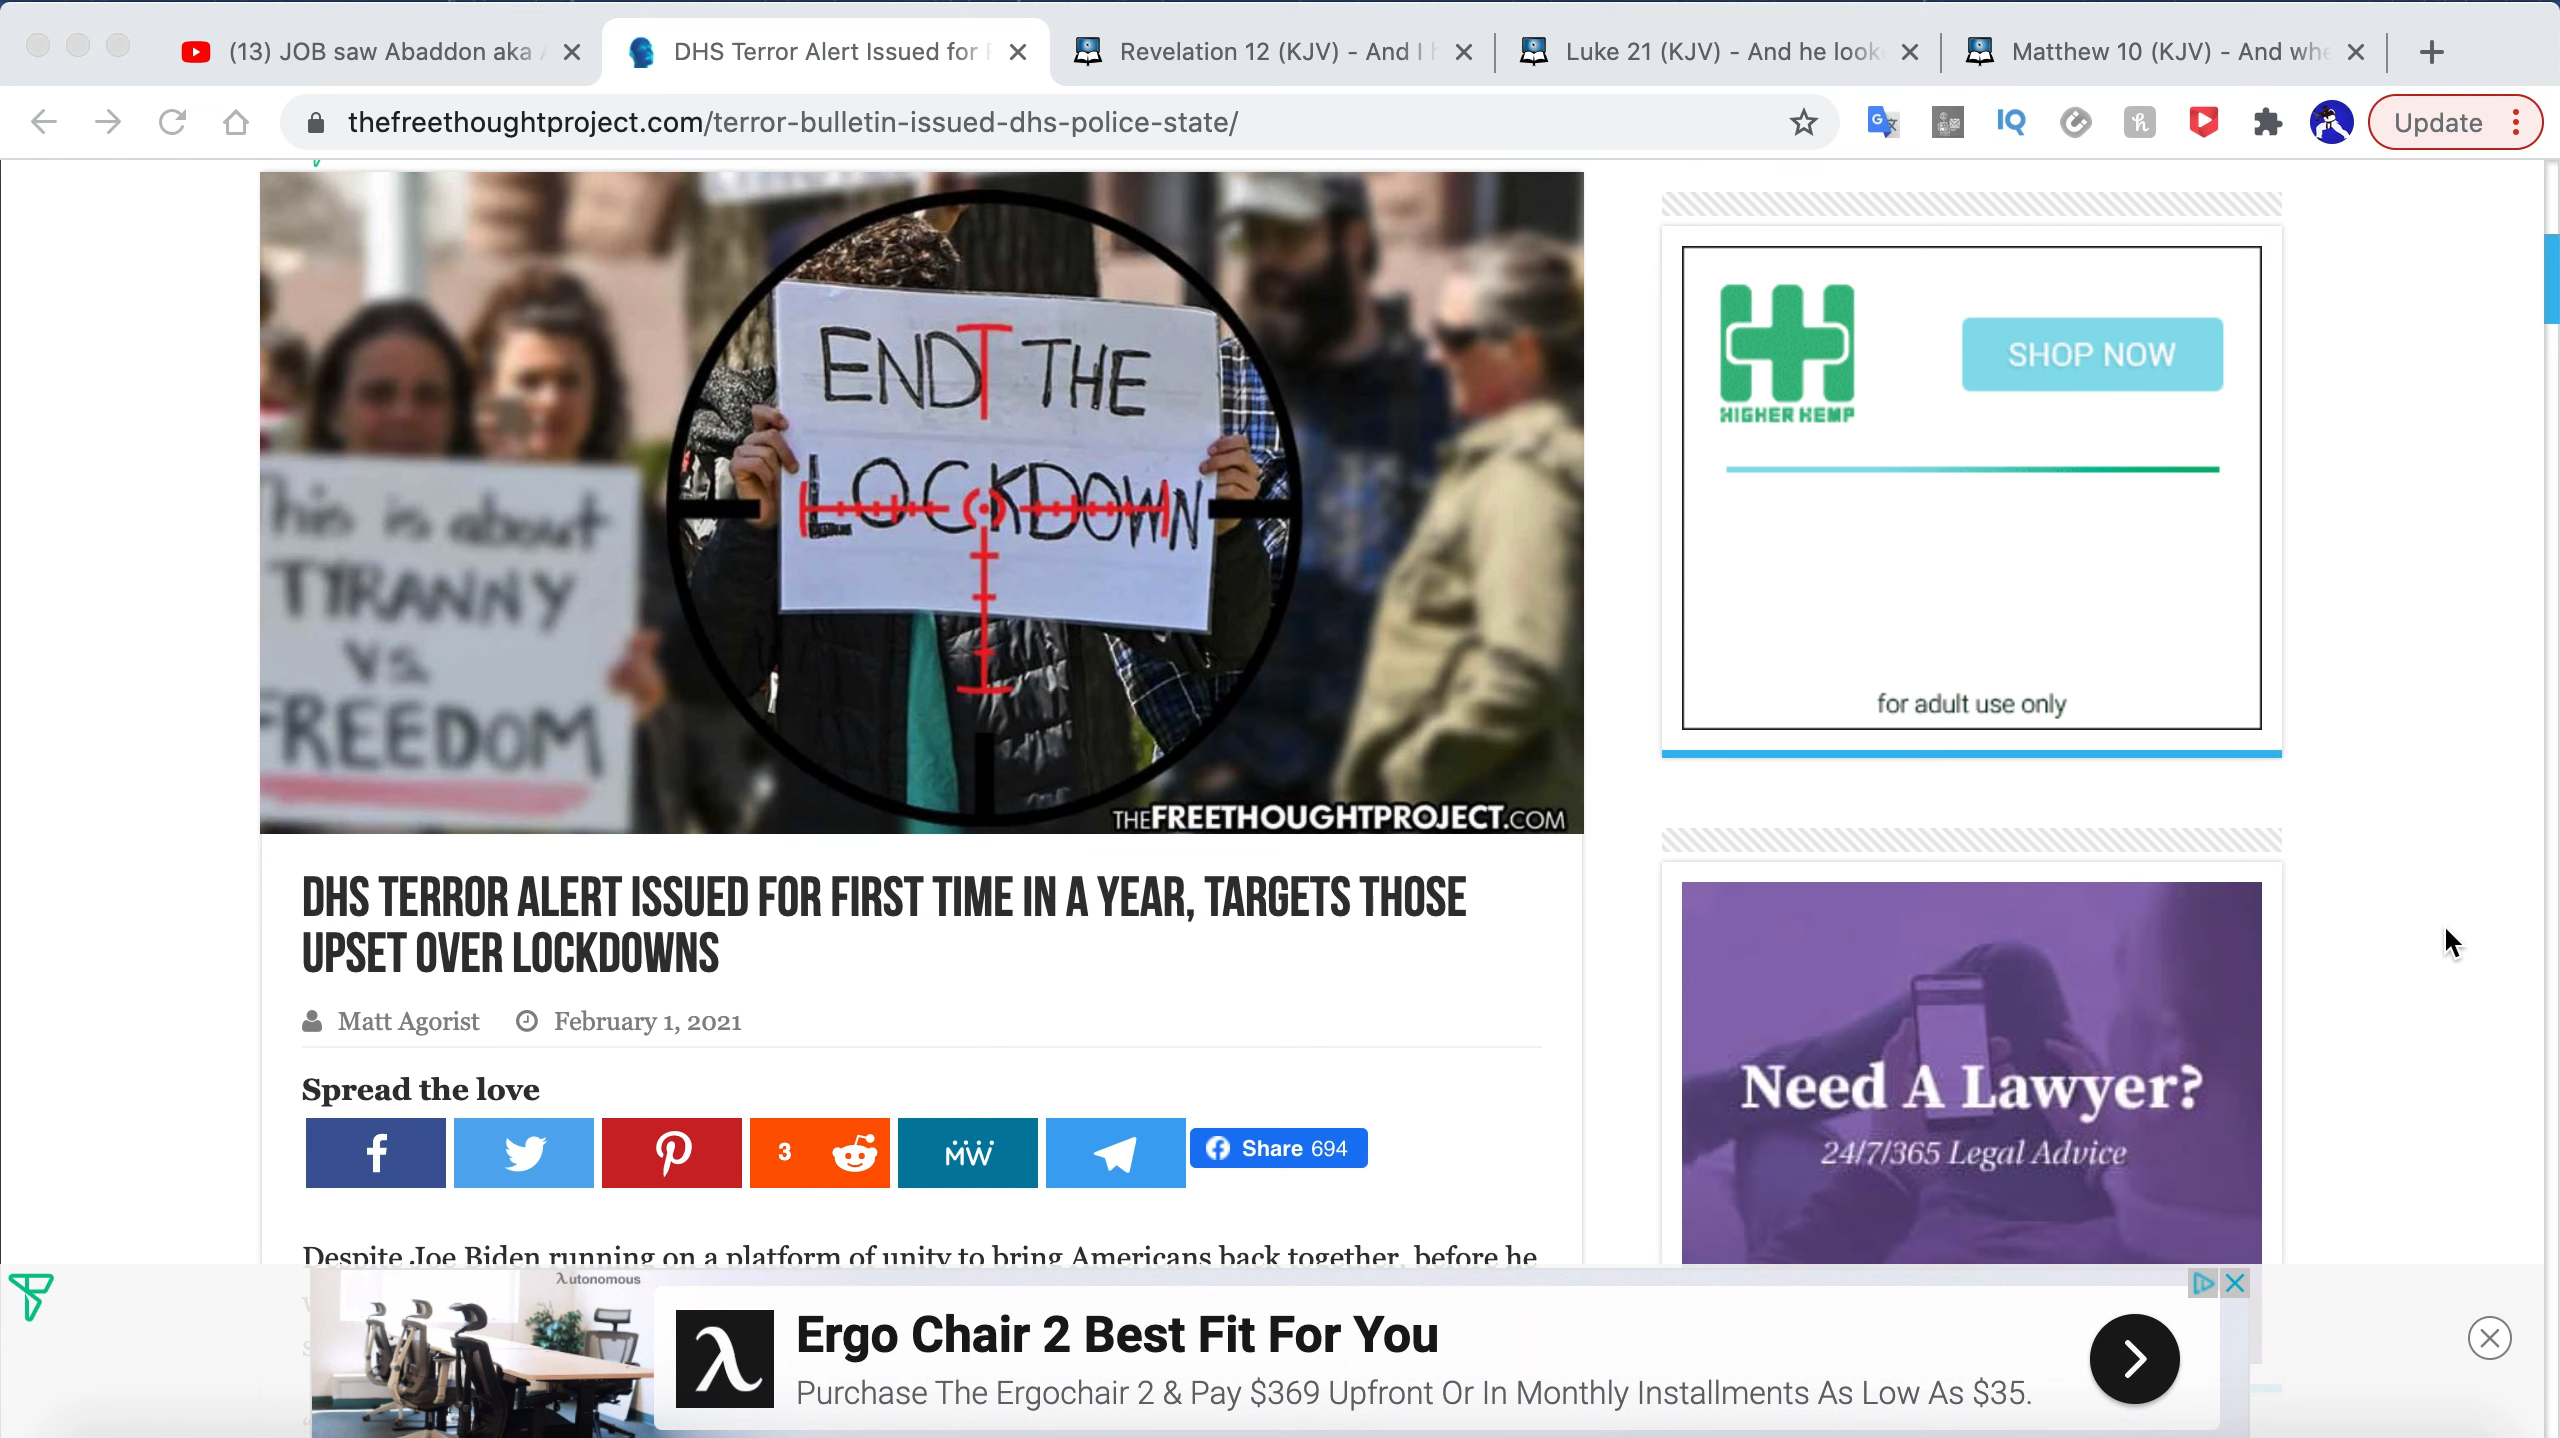 (13) JOB saw Abaddon aka
DHS Terror Alert Issued for
Revelation 12 (KJV) - And I
Luke 21 (KJV) - And he look
Matthew 10 (KJV) - And whe
thefreethoughtproject.com/terror-bulletin-issued-dhs-police-state/
Update
END THE
LOCKDOWN
This is about
TYRANNY
vs.
FREEDOM
THEFREETHOUGHTPROJECT.COM
DHS TERROR ALERT ISSUED FOR FIRST TIME IN A YEAR, TARGETS THOSE
UPSET OVER LOCKDOWNS
Matt Agorist February 1, 2021
Spread the love
3
MW
Share 694
Despite Joe Biden running on a platform of unity to bring Americans back together, before he
HIGHER HEMP
SHOP NOW
for adult use only
Need A Lawyer?
24/7/365 Legal Advice
λutonomous
Ergo Chair 2 Best Fit For You
Purchase The Ergochair 2 & Pay $369 Upfront Or In Monthly Installments As Low As $35.